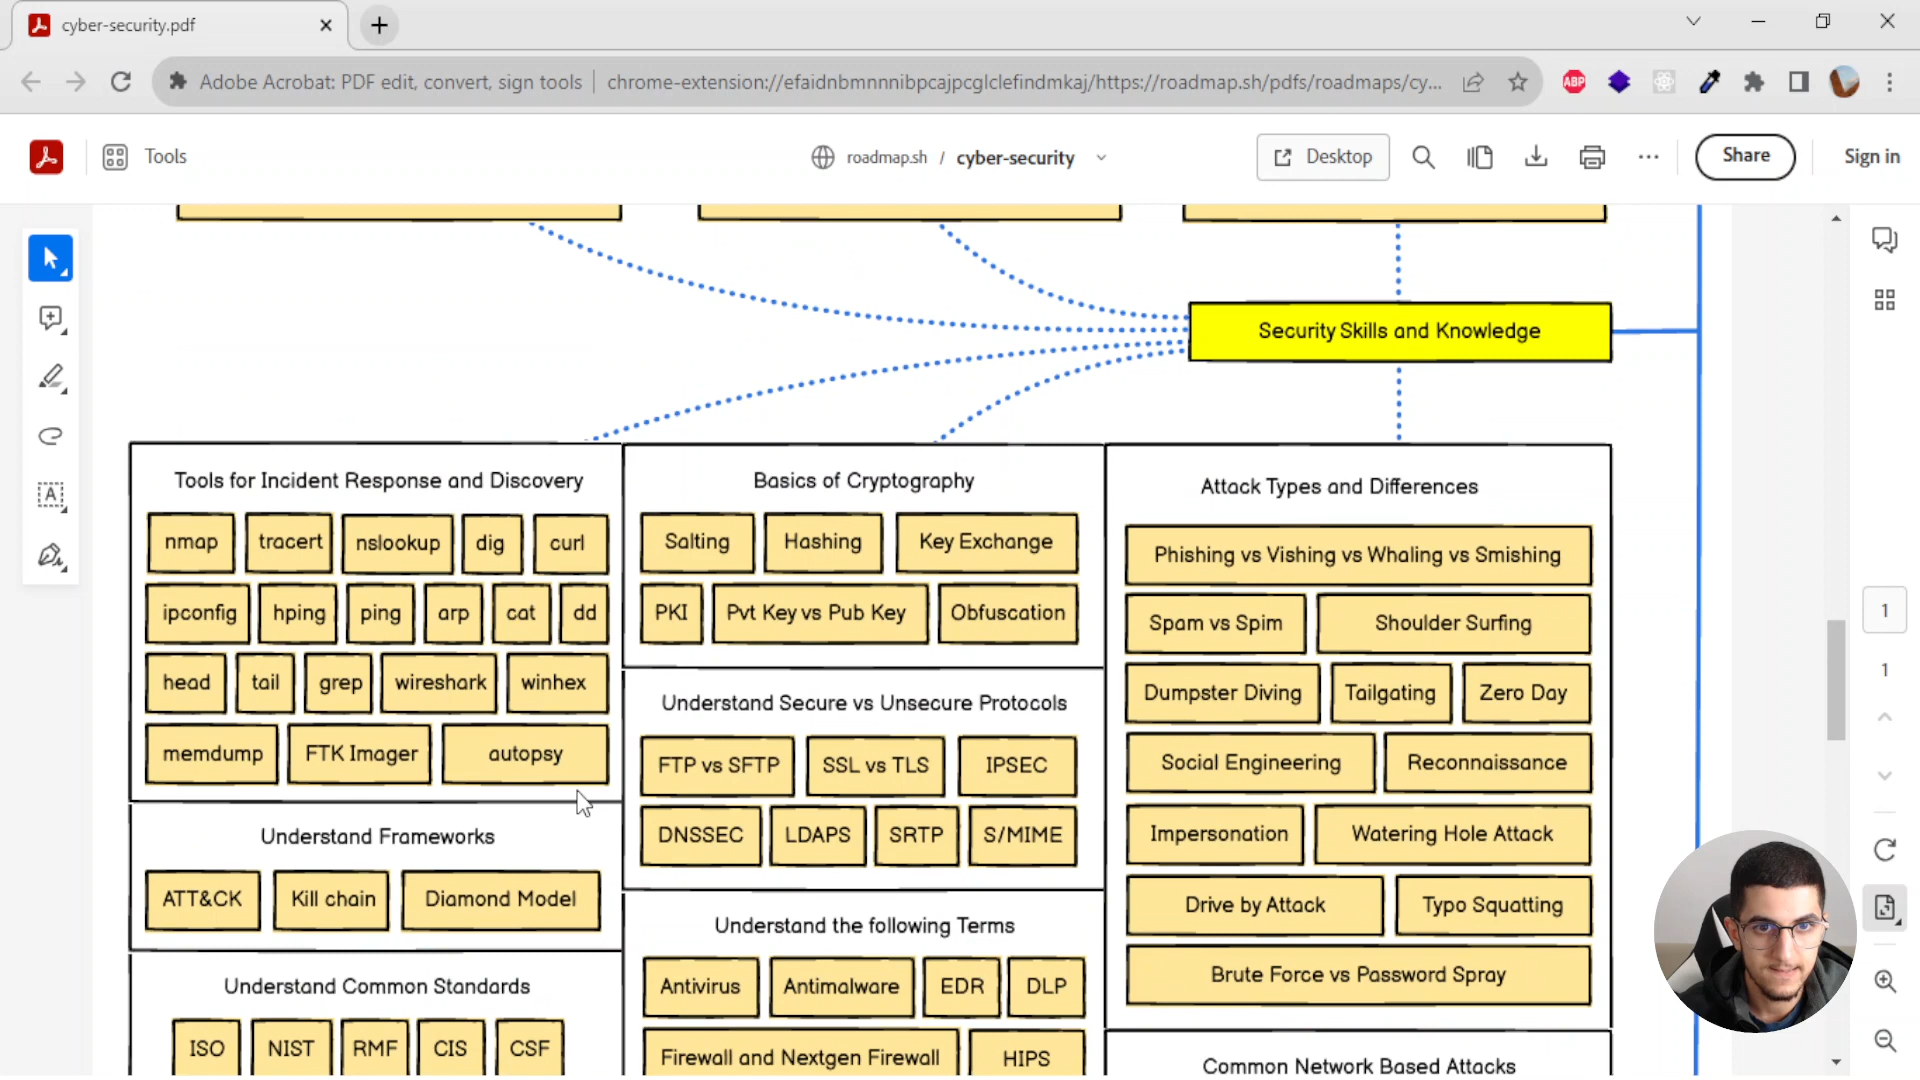 cyber-security.pdf
Adobe Acrobat: PDF edit, convert, sign tools
chrome-extension://efaidnbmnnnibpcajpcglclefindmkaj/https://roadmap.sh/pdfs/roadmaps/cy...
ABP
Tools
roadmap.sh / cyber-security
Desktop
Share
Sign in
Security Skills and Knowledge
Tools for Incident Response and Discovery
nmap tracert nslookup dig curl
ipconfig hping ping arp cat dd
head tail grep wireshark winhex
memdump FTK Imager autopsy
Understand Frameworks
ATT&CK Kill chain Diamond Model
Understand Common Standards
ISO NIST RMF CIS CSF
Basics of Cryptography
Salting Hashing Key Exchange
PKI Pvt Key vs Pub Key Obfuscation
Understand Secure vs Unsecure Protocols
FTP vs SFTP SSL vs TLS IPSEC
DNSSEC LDAPS SRTP S/MIME
Understand the following Terms
Antivirus Antimalware EDR DLP
Firewall and Nextgen Firewall HIPS
Attack Types and Differences
Phishing vs Vishing vs Whaling vs Smishing
Spam vs Spim Shoulder Surfing
Dumpster Diving Tailgating Zero Day
Social Engineering Reconnaissance
Impersonation Watering Hole Attack
Drive by Attack Typo Squatting
Brute Force vs Password Spray
Common Network Based Attacks
1
1